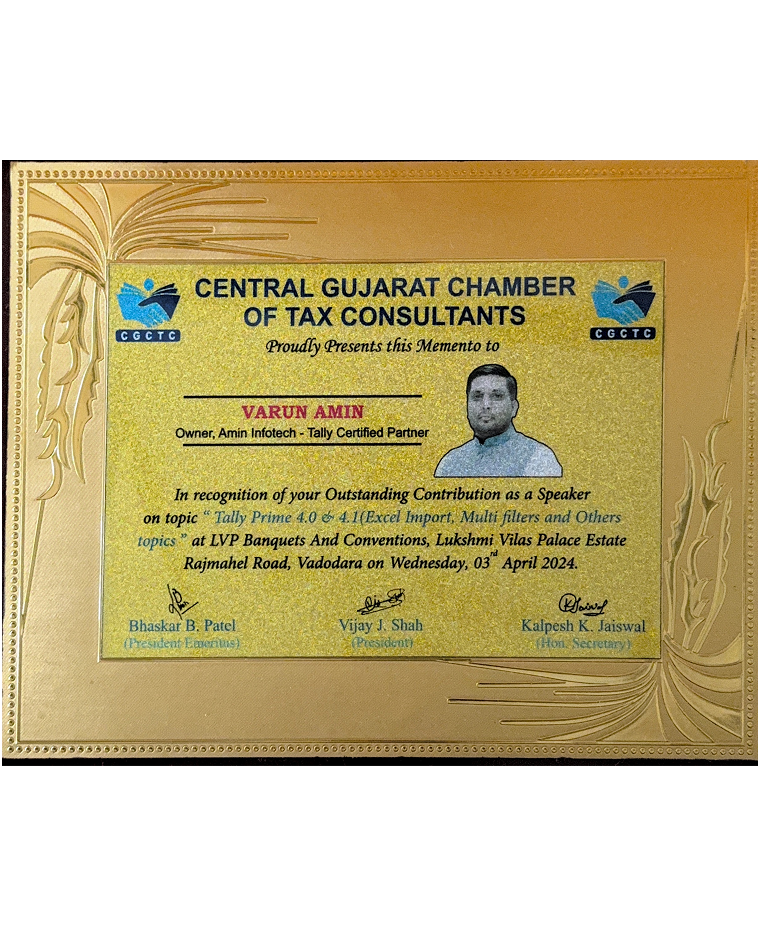 CENTRAL GUJARAT CHAMBER
OF TAX CONSULTANTS
CGCTC
CGCTC
Proudly Presents this Memento to
VARUN AMIN
Owner, Amin Infotech - Tally Certified Partner
In recognition of your Outstanding Contribution as a Speaker
on topic “ Tally Prime 4.0 & 4.1(Excel Import, Multi filters and Others
topics ” at LVP Banquets And Conventions, Lukshmi Vilas Palace Estate
Rajmahel Road, Vadodara on Wednesday, 03rd April 2024.
Bhaskar B. Patel
(President Emeritus)
Vijay J. Shah
(President)
KJaiswal
Kalpesh K. Jaiswal
(Hon. Secretary)